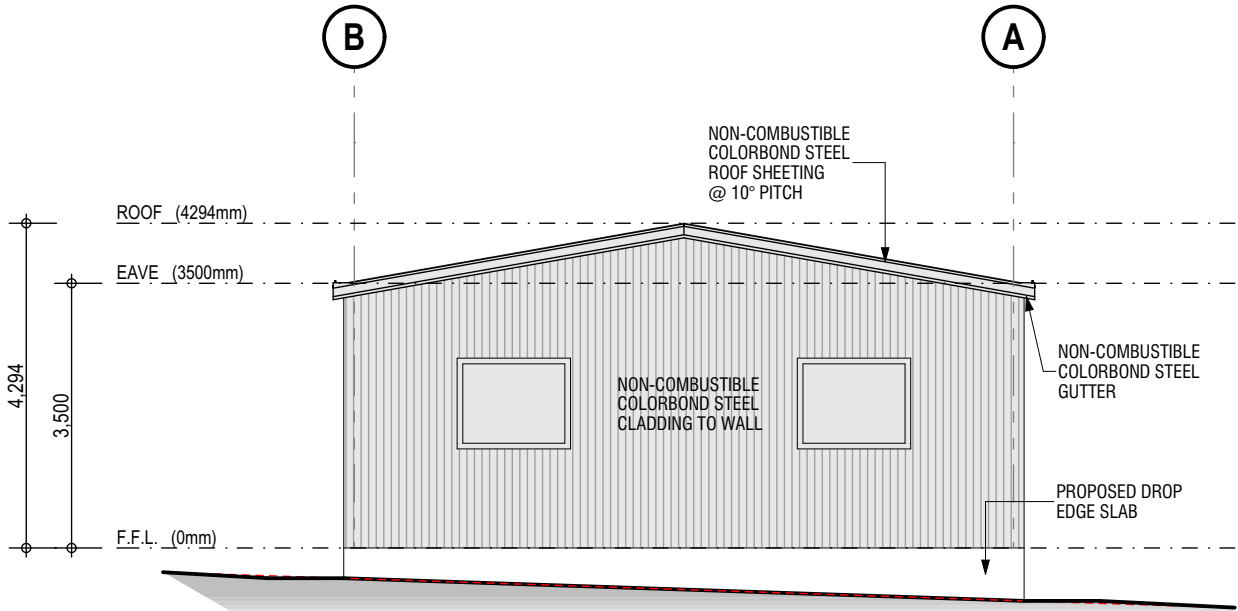 B
A
NON-COMBUSTIBLE
COLORBOND STEEL
ROOF SHEETING
@ 10° PITCH
ROOF (4294mm)
EAVE (3500mm)
4,294
3,500
NON-COMBUSTIBLE
COLORBOND STEEL
CLADDING TO WALL
NON-COMBUSTIBLE
COLORBOND STEEL
GUTTER
PROPOSED DROP
EDGE SLAB
F.F.L. (0mm)